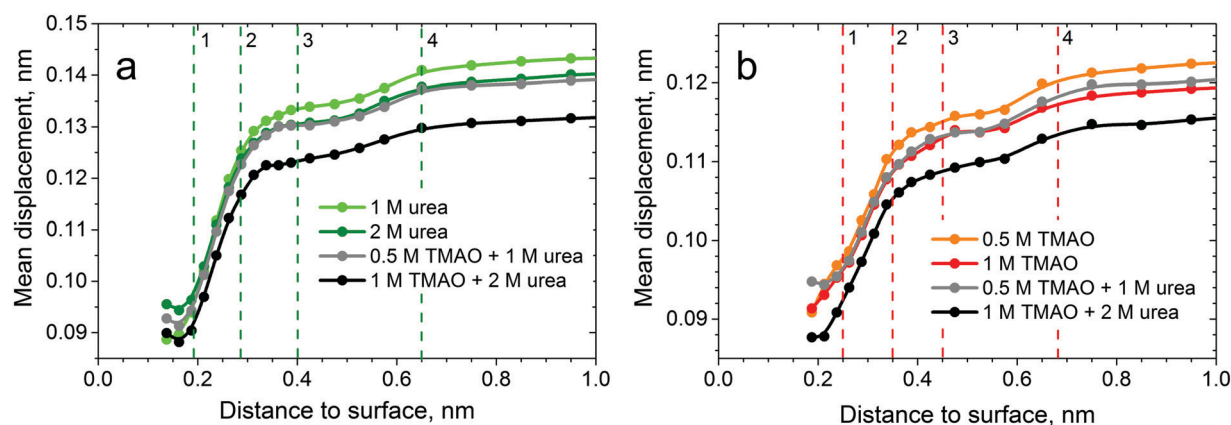 a
1 2 3 4
Mean displacement, nm
0.15
0.14
0.13
0.12
0.11
0.10
0.09
1 M urea
2 M urea
0.5 M TMAO + 1 M urea
1 M TMAO + 2 M urea
0.0 0.2 0.4 0.6 0.8 1.0
Distance to surface, nm
b
1 2 3 4
Mean displacement, nm
0.12
0.11
0.10
0.09
0.5 M TMAO
1 M TMAO
0.5 M TMAO + 1 M urea
1 M TMAO + 2 M urea
0.0 0.2 0.4 0.6 0.8 1.0
Distance to surface, nm